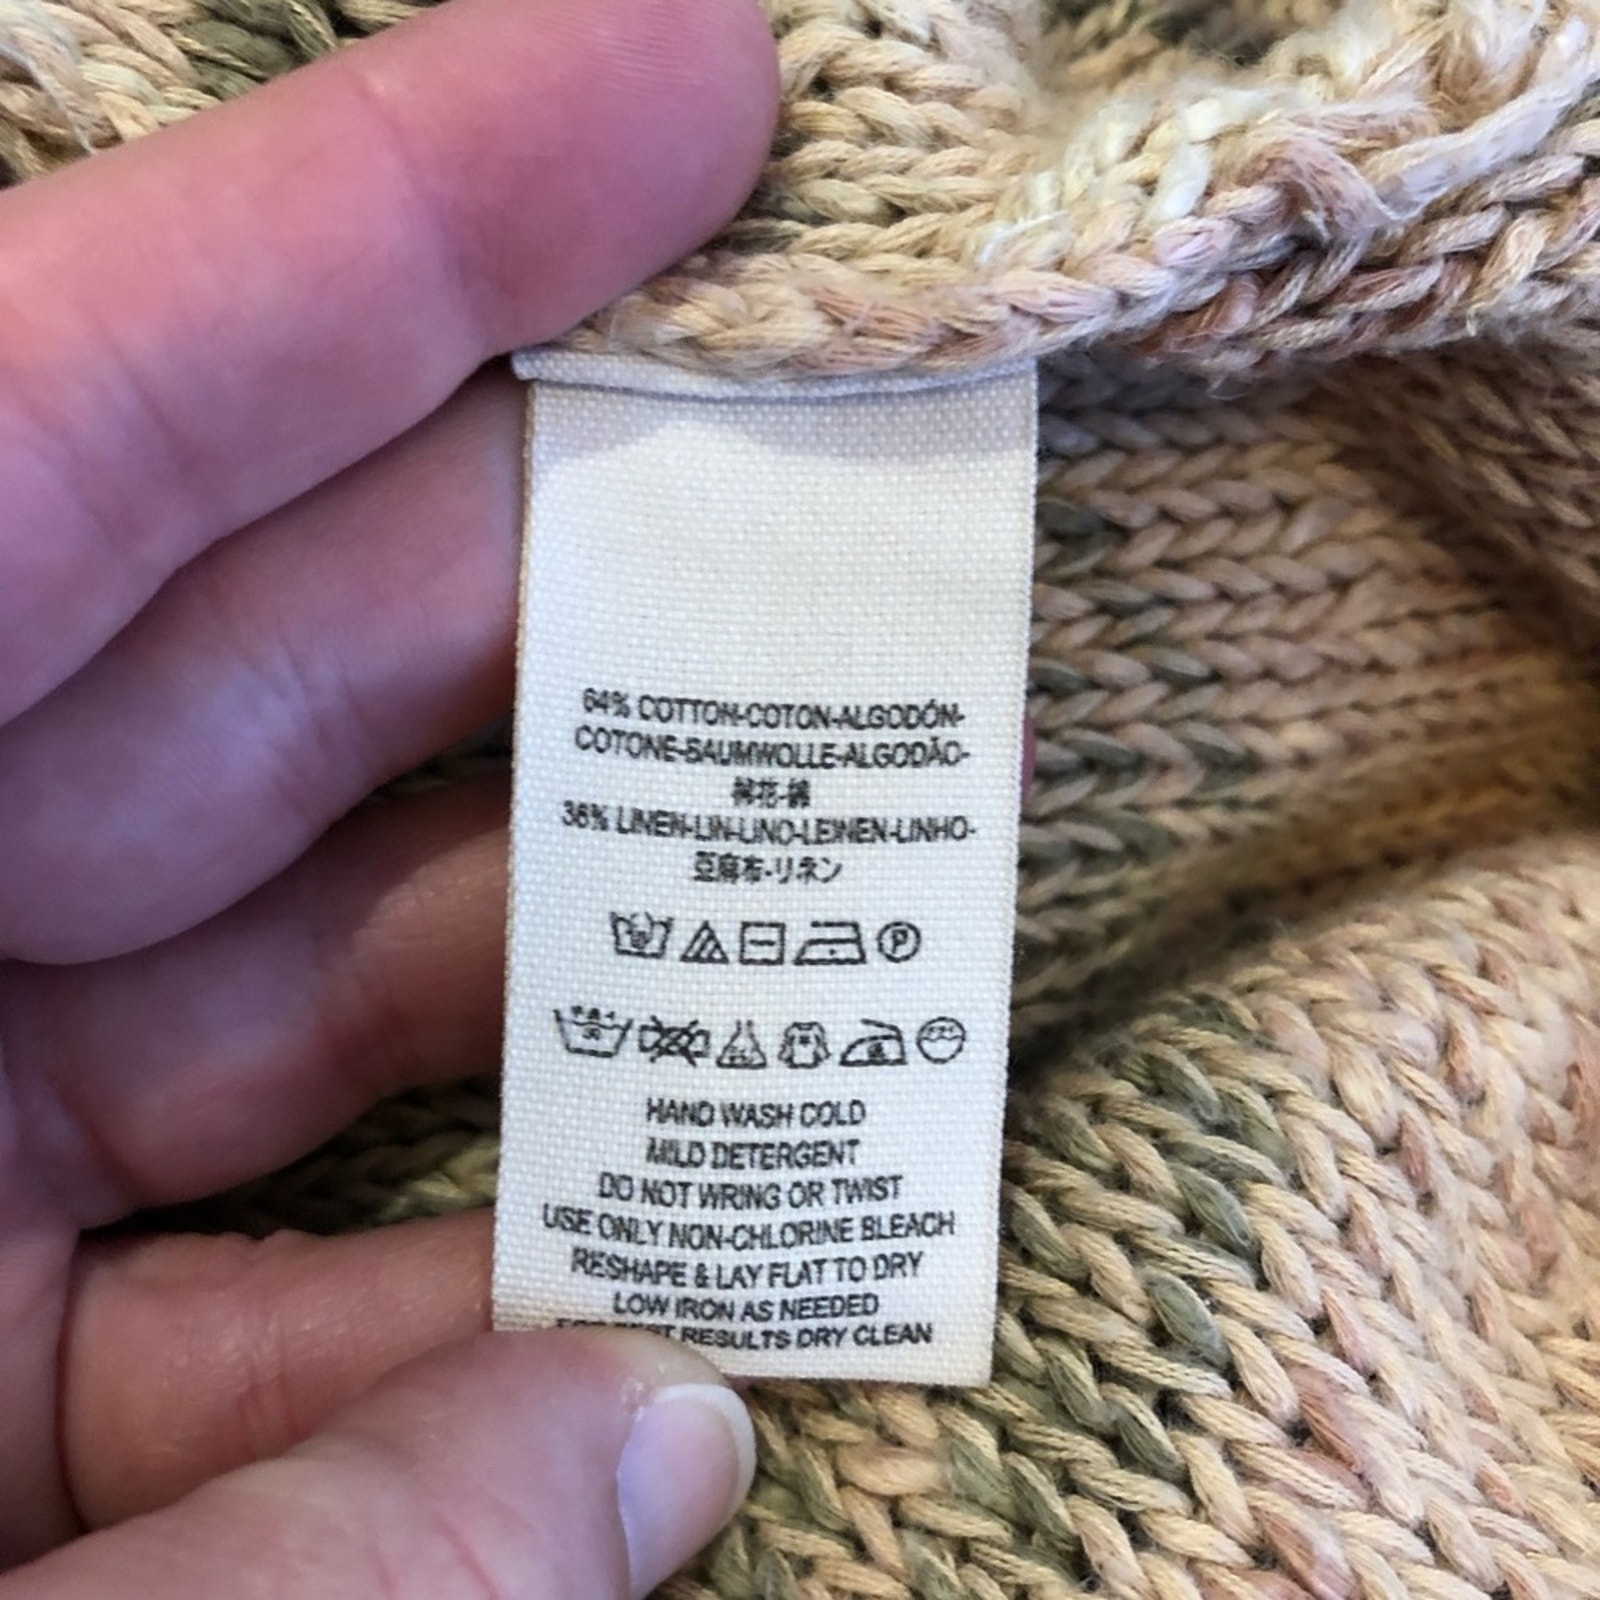 64% COTTON-COTON-ALGODÓN-
COTONE-BAUMWOLLE-ALGODÃO-
棉花-綿
36% LINEN-LIN-LINO-LEINEN-LINHO-
亞麻布-リネン
P
HAND WASH COLD
MILD DETERGENT
DO NOT WRING OR TWIST
USE ONLY NON-CHLORINE BLEACH
RESHAPE & LAY FLAT TO DRY
LOW IRON AS NEEDED
FOR BEST RESULTS DRY CLEAN